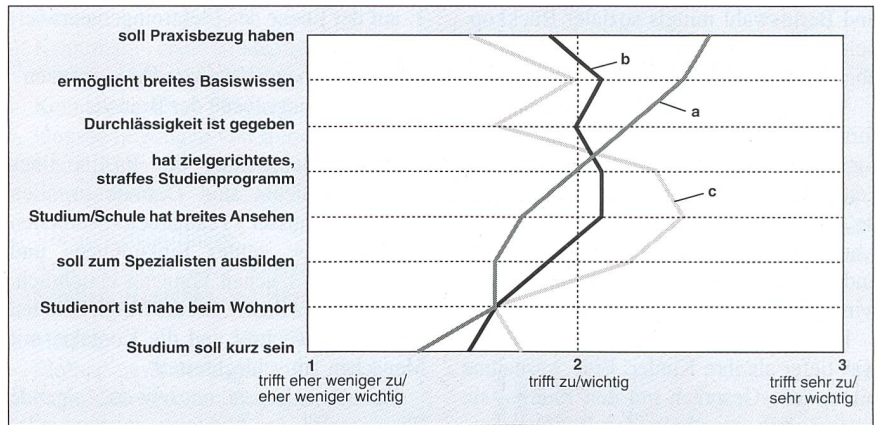 soll Praxisbezug haben
ermöglicht breites Basiswissen
Durchlässigkeit ist gegeben
hat zielgerichtetes,
straffes Studienprogramm
Studium/Schule hat breites Ansehen
soll zum Spezialisten ausbilden
Studienort ist nahe beim Wohnort
Studium soll kurz sein
b
a
c
1
2
3
trifft eher weniger zu/
eher weniger wichtig
trifft zu/wichtig
trifft sehr zu/
sehr wichtig